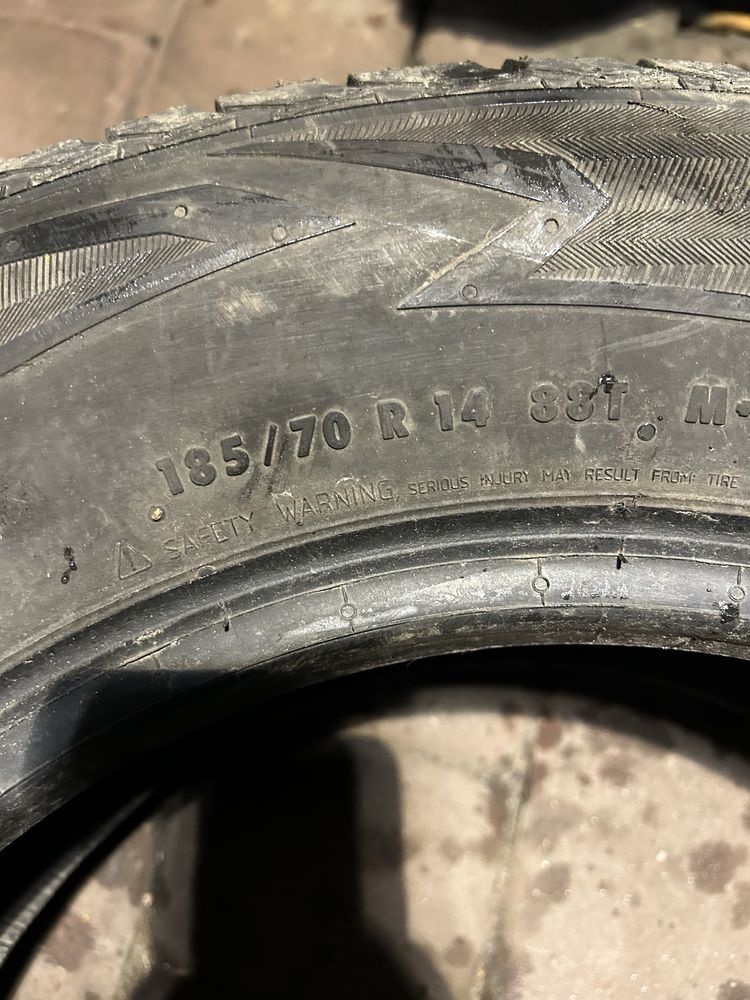 185/70 R 14 88T M+
SAFETY WARNING, SERIOUS INJURY MAY RESULT FROM: TIRE